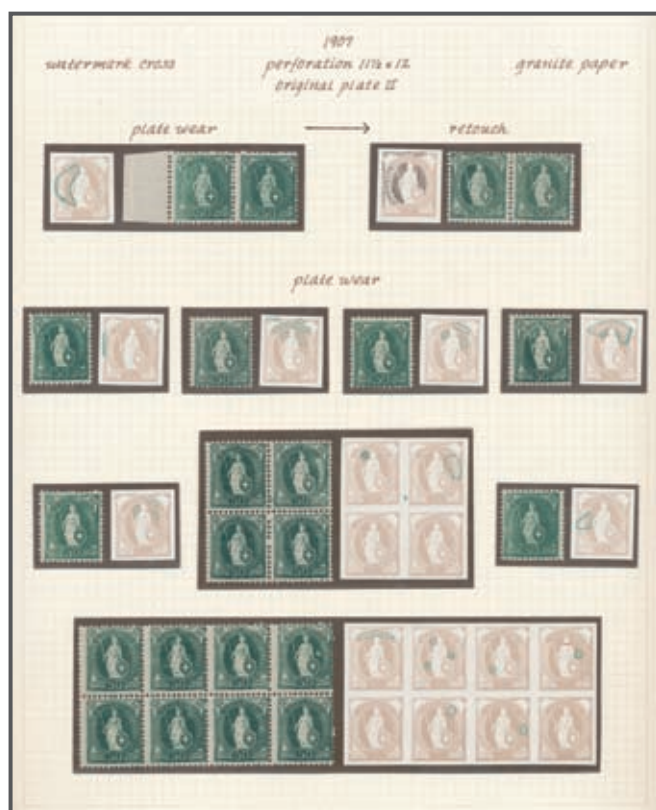 1907
watermark cross perforation 11½ x 12 granite paper
original plate II
plate wear → retouch
plate wear